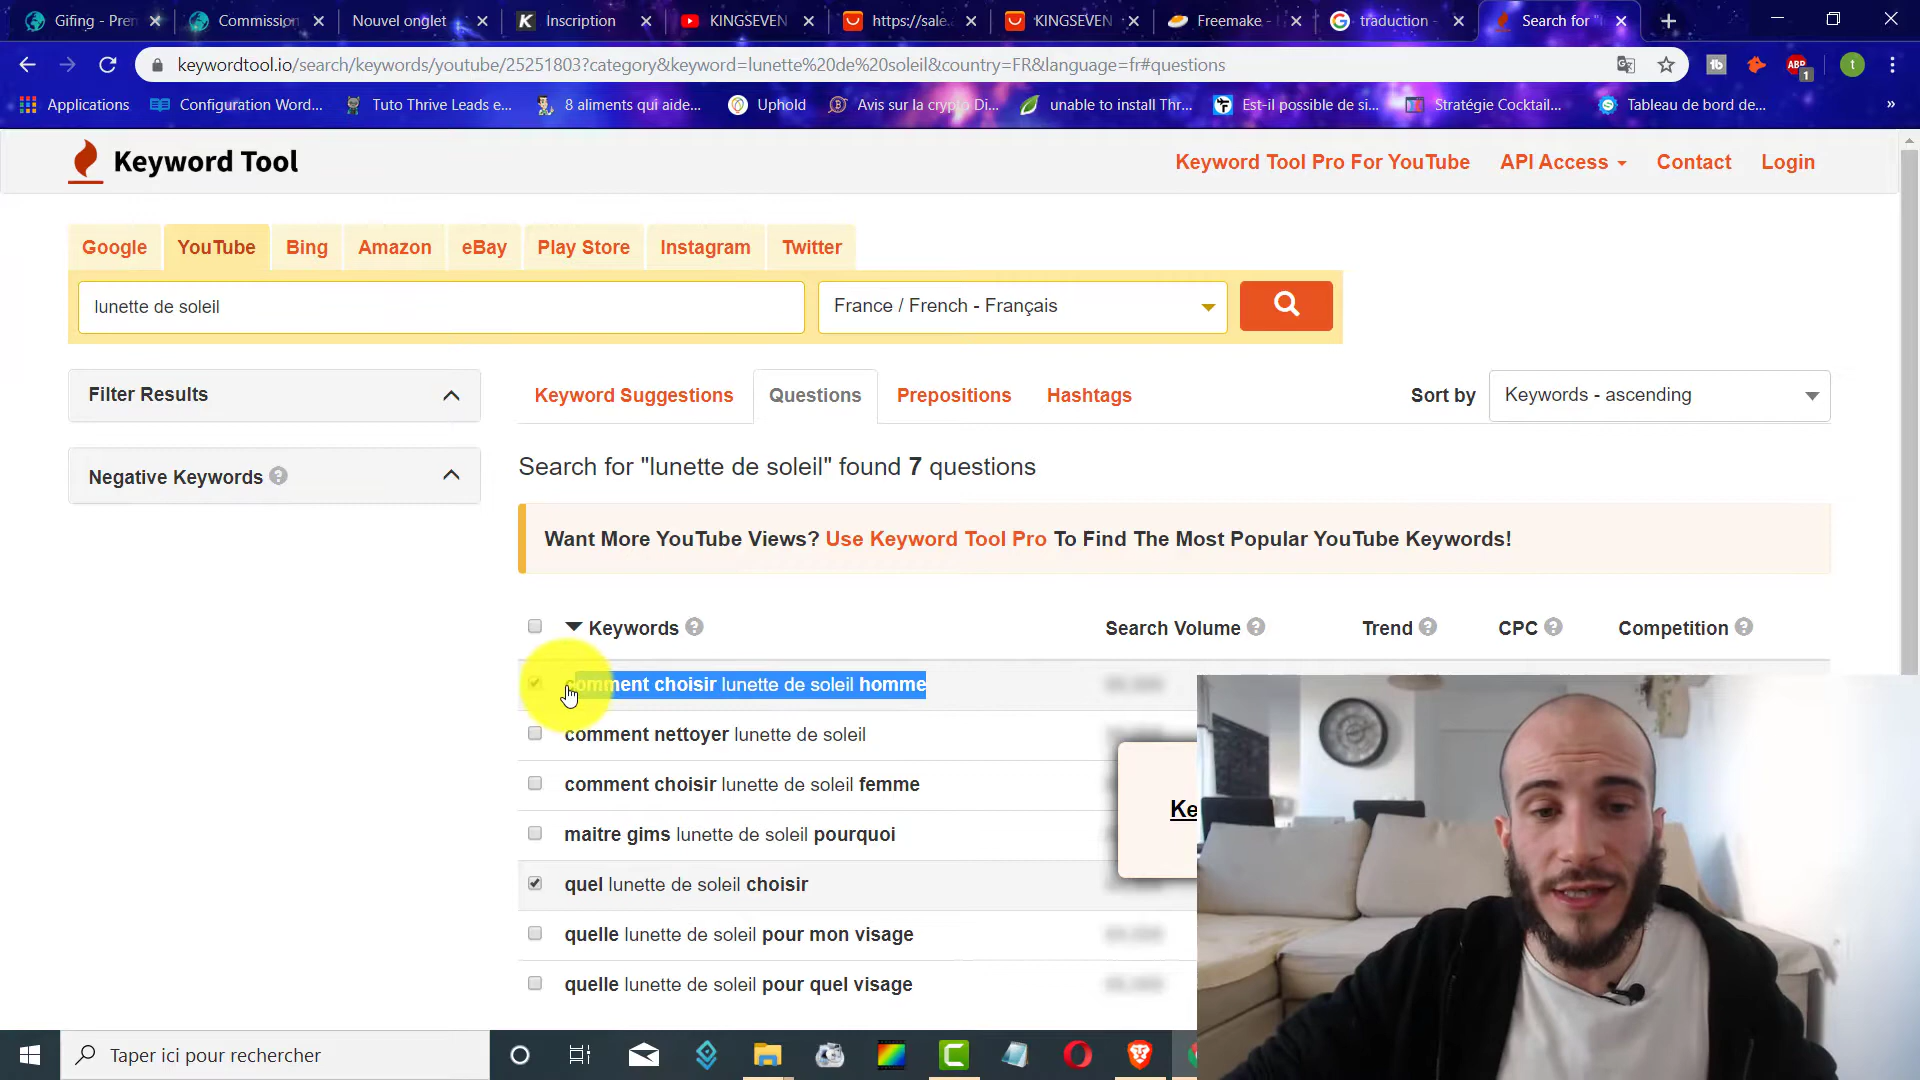 Gifing - Pren
Commission
Nouvel onglet
Inscription
KINGSEVEN
https://sale.
KINGSEVEN
Freemake -
traduction -
Search for "l
keywordtool.io/search/keywords/youtube/25251803?category&keyword=lunette%20de%20soleil&country=FR&language=fr#questions
Applications
Configuration Word...
Tuto Thrive Leads e...
8 aliments qui aide...
Uphold
Avis sur la crypto Di...
unable to install Thr...
Est-il possible de si...
Stratégie Cocktail...
Tableau de bord de...
Keyword Tool
Keyword Tool Pro For YouTube
API Access
Contact
Login
Google
YouTube
Bing
Amazon
eBay
Play Store
Instagram
Twitter
lunette de soleil
France / French - Français
Filter Results
Negative Keywords
Keyword Suggestions
Questions
Prepositions
Hashtags
Sort by
Keywords - ascending
Search for "lunette de soleil" found 7 questions
Want More YouTube Views? Use Keyword Tool Pro To Find The Most Popular YouTube Keywords!
Keywords
Search Volume
Trend
CPC
Competition
comment choisir lunette de soleil homme
comment nettoyer lunette de soleil
comment choisir lunette de soleil femme
maitre gims lunette de soleil pourquoi
quel lunette de soleil choisir
quelle lunette de soleil pour mon visage
quelle lunette de soleil pour quel visage
Ke
Taper ici pour rechercher